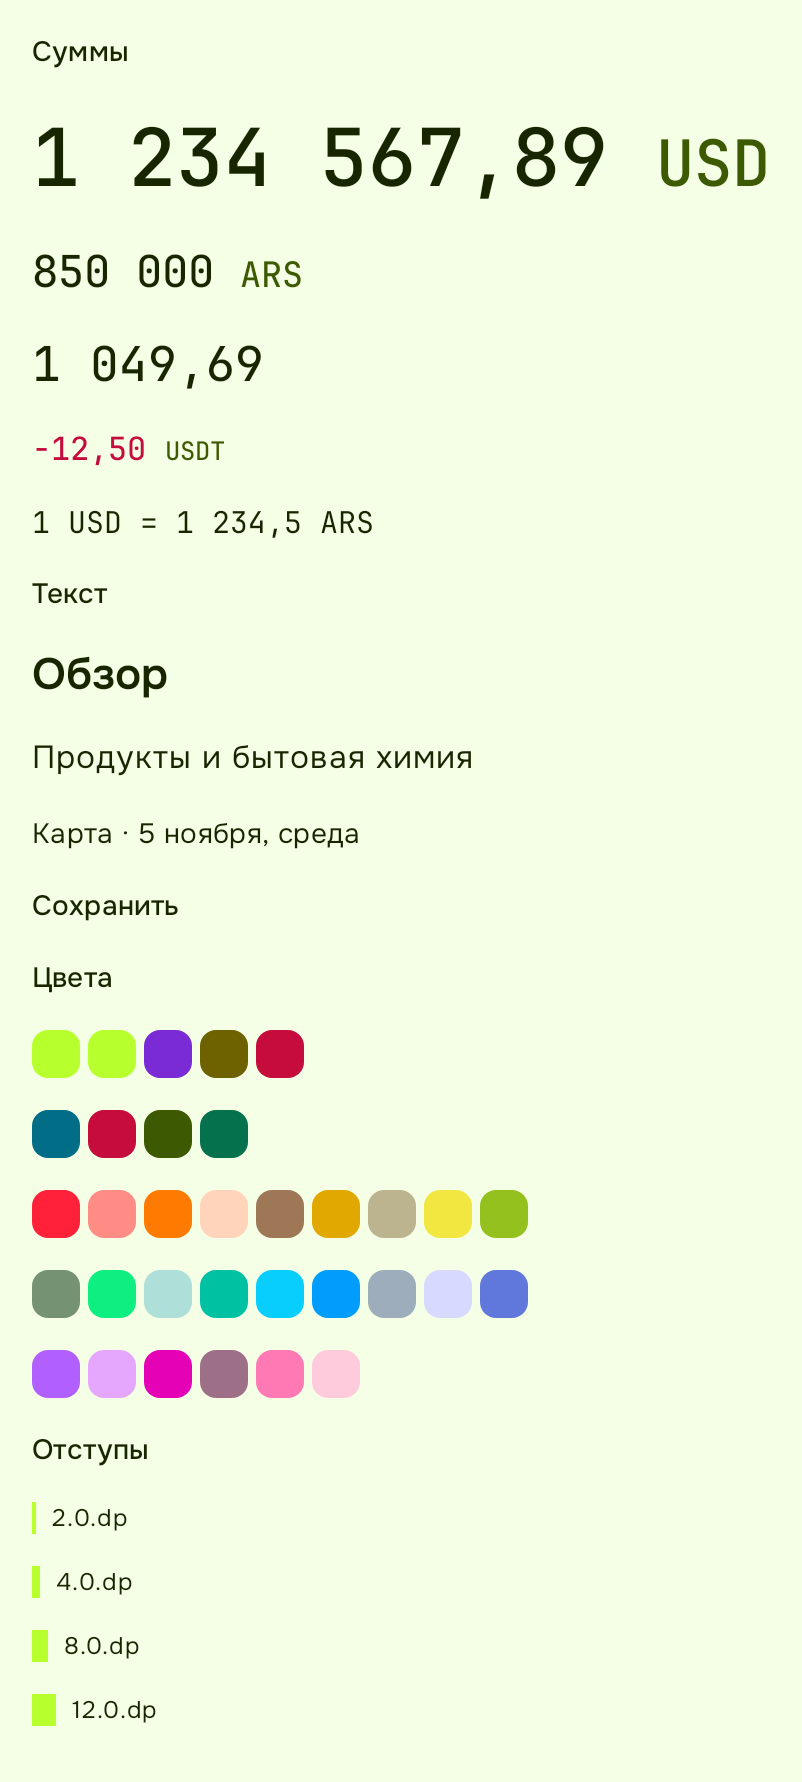 Суммы
1 234 567,89 USD
850 000 ARS
1 049,69
-12,50 USDT
1 USD = 1 234,5 ARS
Текст
Обзор
Продукты и бытовая химия
Карта · 5 ноября, среда
Сохранить
Цвета
Отступы
2.0.dp
4.0.dp
8.0.dp
12.0.dp